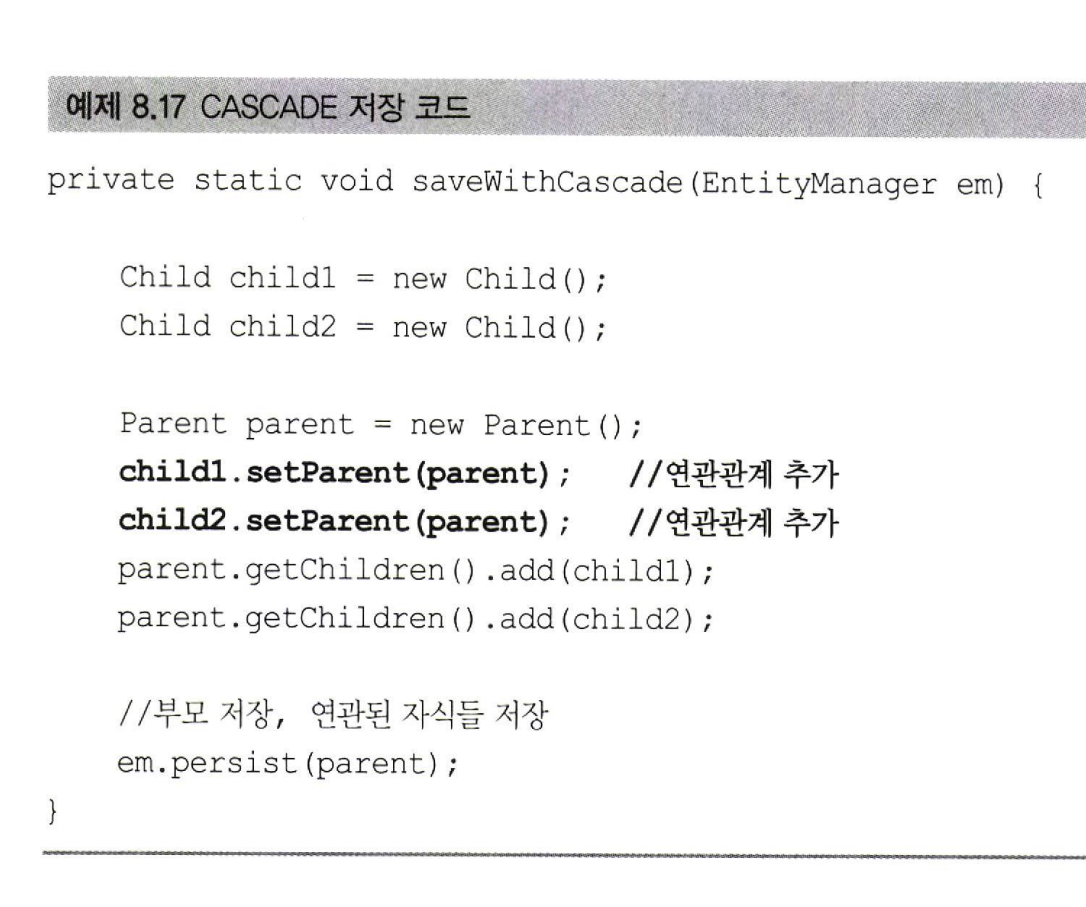 예제 8.17 CASCADE 저장 코드
private static void saveWithCascade(EntityManager em) {
Child child1 = new Child();
Child child2 = new Child();
Parent parent = new Parent();
child1.setParent(parent);   //연관관계 추가
child2.setParent(parent);   //연관관계 추가
parent.getChildren().add(child1);
parent.getChildren().add(child2);
//부모 저장, 연관된 자식들 저장
em.persist(parent);
}